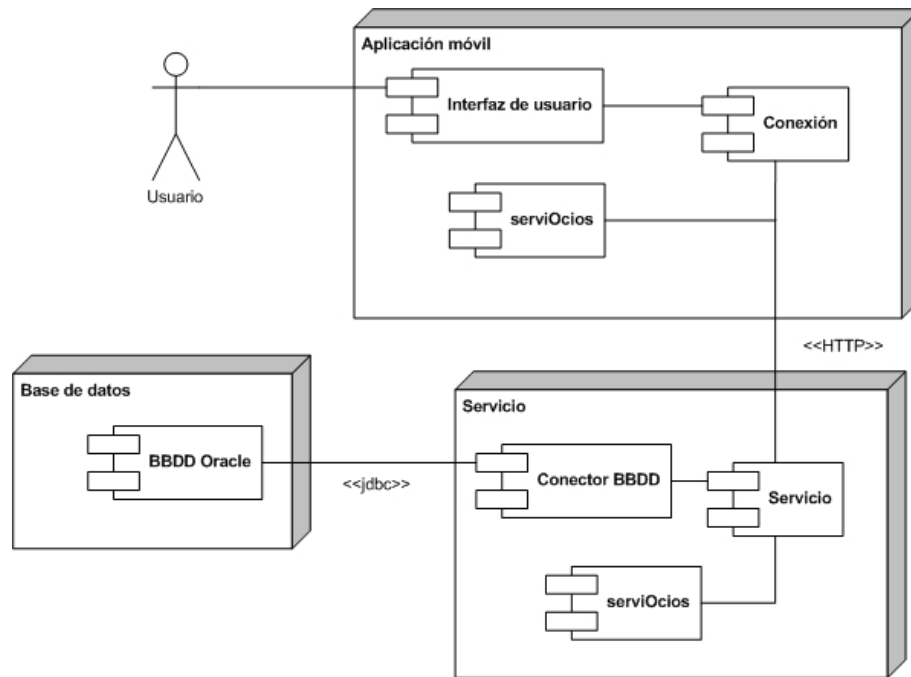 Aplicación móvil
Interfaz de usuario
Conexión
Usuario
serviOcios
<<HTTP>>
Base de datos
Servicio
BBDD Oracle
Conector BBDD
<<jdbc>>
Servicio
serviOcios